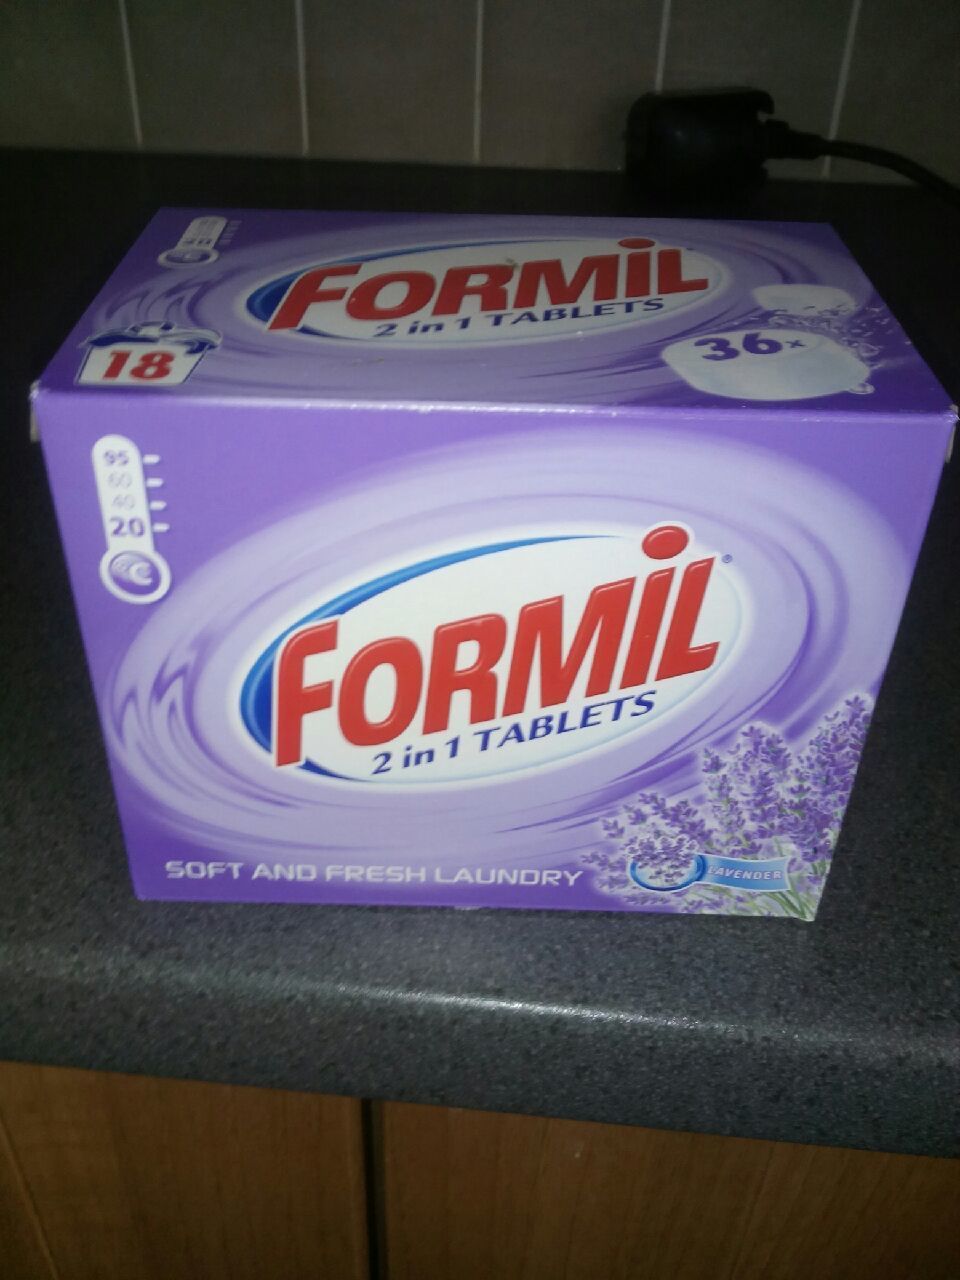 FORMIL
2 in 1 TABLETS
18
36x
95
60
40
20
FORMIL®
2 in 1 TABLETS
SOFT AND FRESH LAUNDRY
LAVENDER